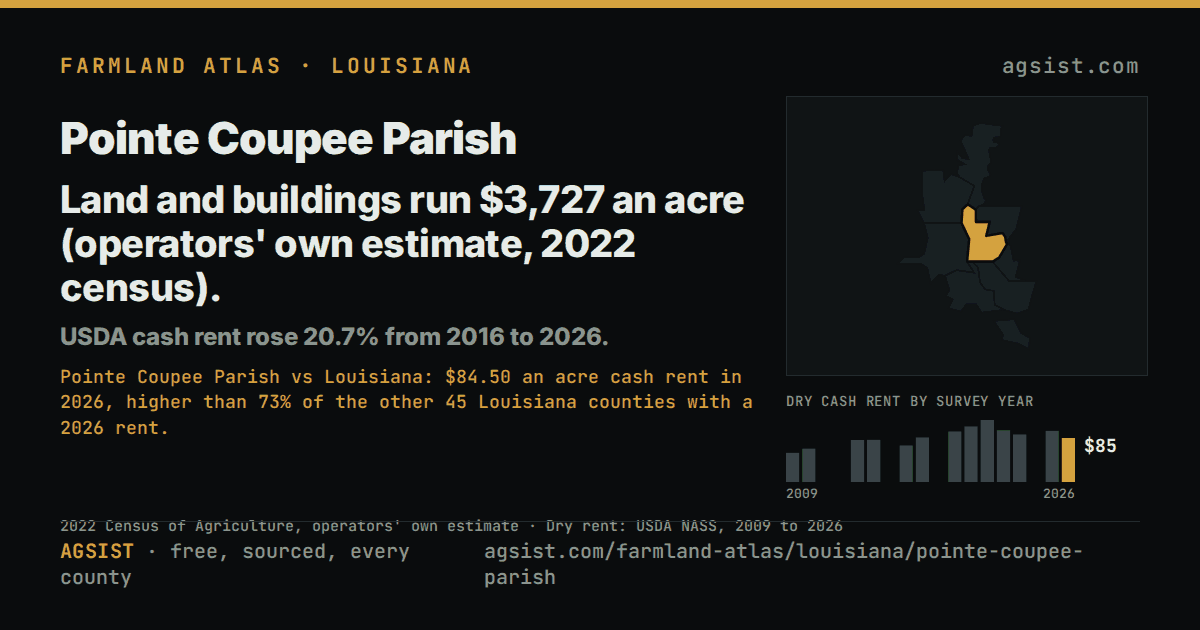 FARMLAND ATLAS · LOUISIANA
agsist.com
Pointe Coupee Parish
Land and buildings run $3,727 an acre
(operators' own estimate, 2022
census).
USDA cash rent rose 20.7% from 2016 to 2026.
Pointe Coupee Parish vs Louisiana: $84.50 an acre cash rent in
2026, higher than 73% of the other 45 Louisiana counties with a
2026 rent.
DRY CASH RENT BY SURVEY YEAR
$85
2009
2026
2022 Census of Agriculture, operators' own estimate · Dry rent: USDA NASS, 2009 to 2026
AGSIST · free, sourced, every
county
agsist.com/farmland-atlas/louisiana/pointe-coupee-
parish